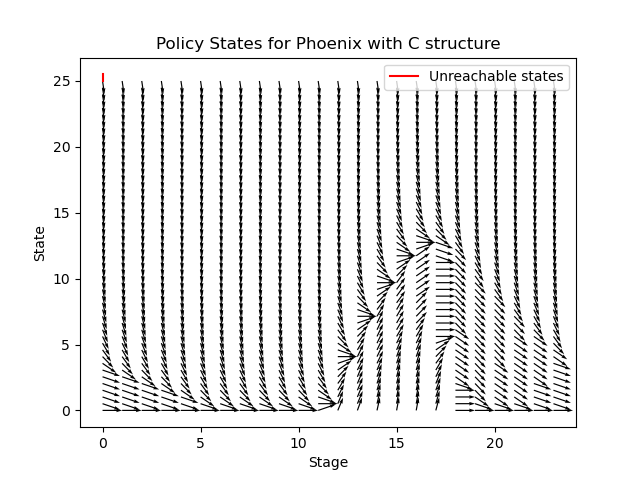 Policy States for Phoenix with C structure
Unreachable states
25
20
15
10
5
0
State
0 5 10 15 20
Stage